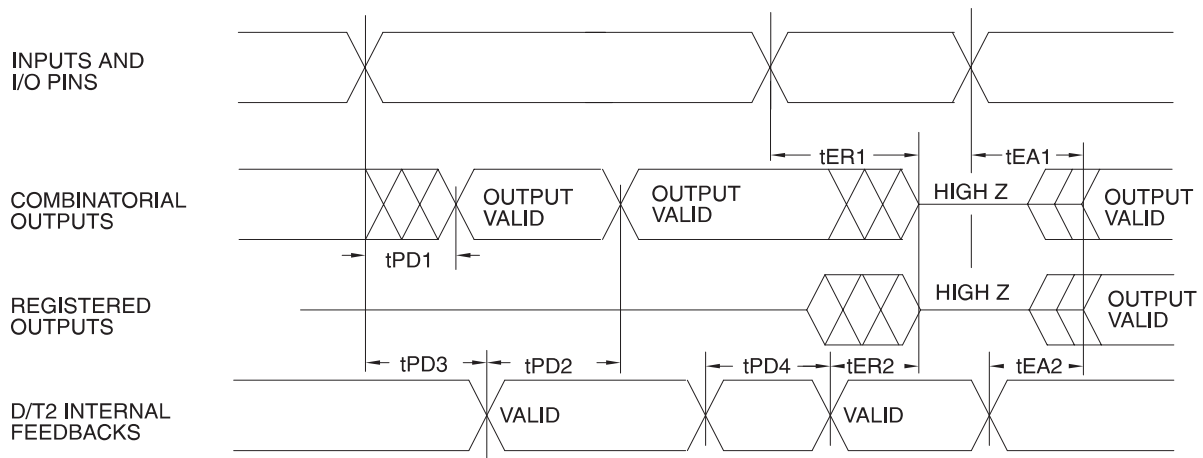 INPUTS AND
I/O PINS
tER1
tEA1
COMBINATORIAL
OUTPUTS
OUTPUT
VALID
OUTPUT
VALID
HIGH Z
OUTPUT
VALID
tPD1
REGISTERED
OUTPUTS
HIGH Z
OUTPUT
VALID
tPD3
tPD2
tPD4
tER2
tEA2
D/T2 INTERNAL
FEEDBACKS
VALID
VALID